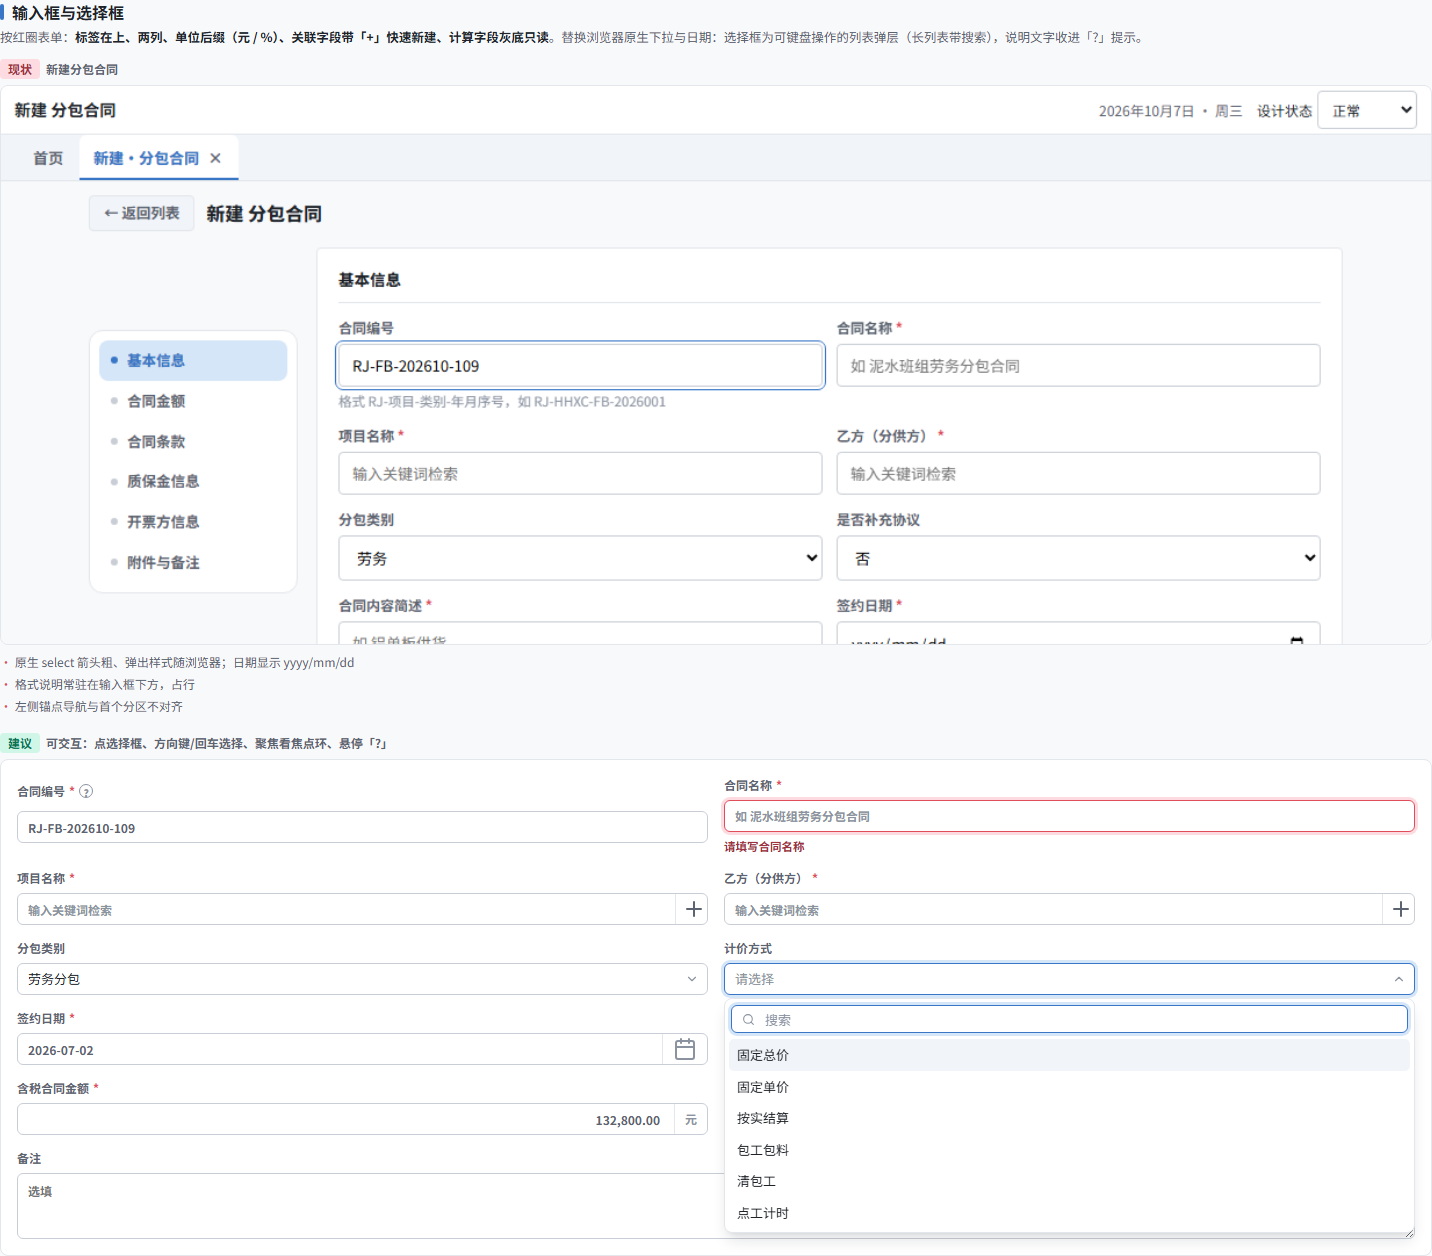 输入框与选择框
按红圈表单：标签在上、两列、单位后缀（元 / %）、关联字段带「+」快速新建、计算字段灰底只读。替换浏览器原生下拉与日期：选择框为可键盘操作的列表弹层（长列表带搜索），说明文字收进「?」提示。
现状 新建分包合同
新建 分包合同 2026年10月7日 · 周三 设计状态 正常
首页 新建·分包合同 ×
← 返回列表 新建 分包合同
基本信息
合同金额
合同条款
质保金信息
开票方信息
附件与备注
基本信息
合同编号 合同名称 *
RJ-FB-202610-109 如 泥水班组劳务分包合同
格式 RJ-项目-类别-年月序号，如 RJ-HHXC-FB-2026001
项目名称 * 乙方（分供方） *
输入关键词检索 输入关键词检索
分包类别 是否补充协议
劳务 否
合同内容简述 * 签约日期 *
如 铝单板供货 yyyy/mm/dd
· 原生 select 箭头粗、弹出样式随浏览器；日期显示 yyyy/mm/dd
· 格式说明常驻在输入框下方，占行
· 左侧锚点导航与首个分区不对齐
建议 可交互：点选择框、方向键/回车选择、聚焦看焦点环、悬停「?」
合同编号 * ? 合同名称 *
RJ-FB-202610-109 如 泥水班组劳务分包合同
请填写合同名称
项目名称 * 乙方（分供方） *
输入关键词检索 + 输入关键词检索 +
分包类别 计价方式
劳务分包 请选择
签约日期 *
2026-07-02
含税合同金额 *
132,800.00 元
备注
选填
搜索
固定总价
固定单价
按实结算
包工包料
清包工
点工计时